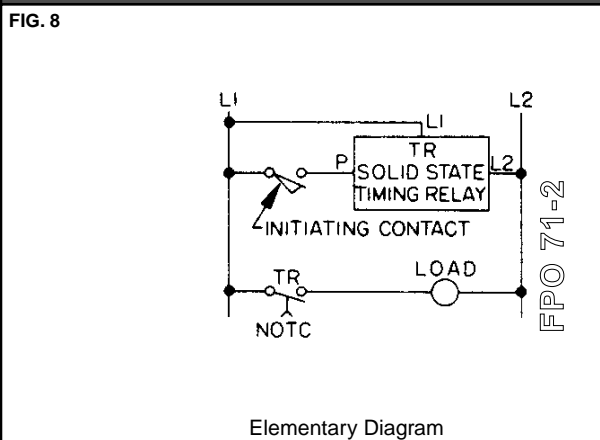 FIG. 8
L1
L2
L1
TR
P
SOLID STATE
L2
TIMING RELAY
INITIATING CONTACT
TR
LOAD
NOTC
FPO 71-2
Elementary Diagram